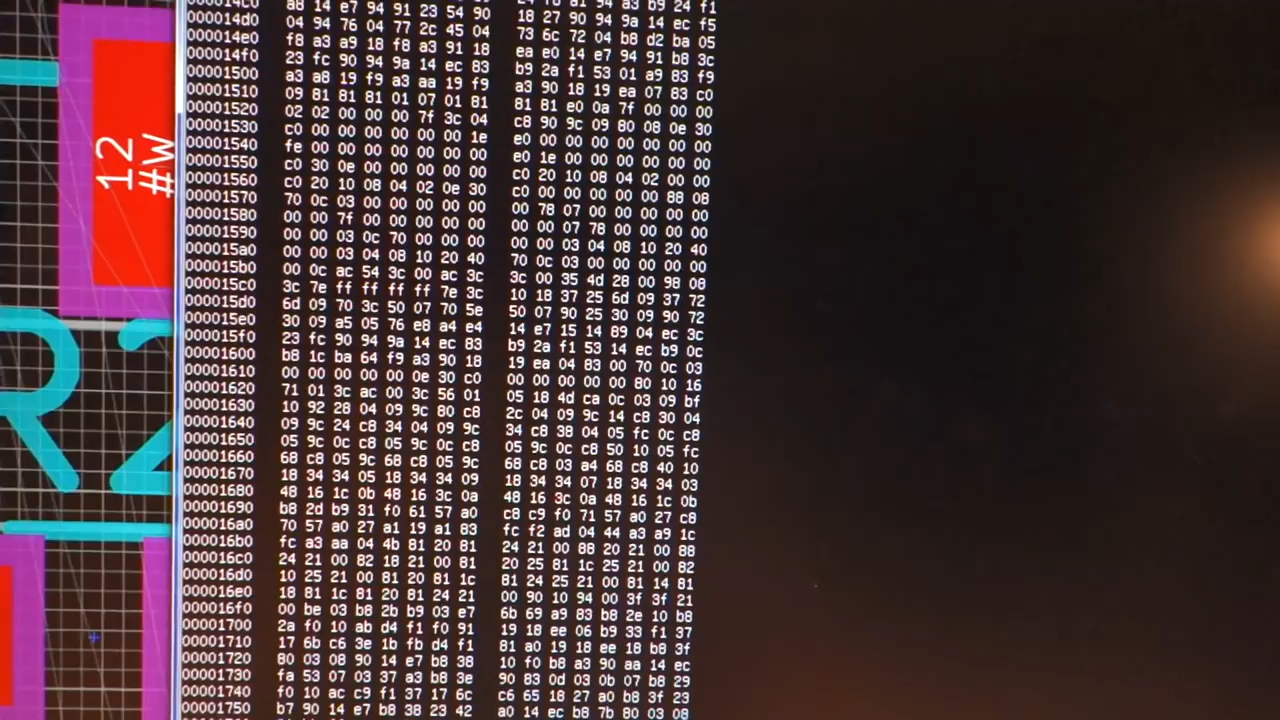 000014c0 a8 14 e7 94 91 23 54 90 18 27 90 94 9a 14 ec f5
000014d0 04 94 76 04 77 2c 45 04 73 6c 72 04 b8 d2 ba 05
000014e0 f8 a3 a9 18 f8 a3 91 18 ea e0 14 e7 94 91 b8 3c
000014f0 23 fc 90 94 9a 14 ec 83 b9 2a f1 53 01 a9 83 f9
00001500 a3 a8 19 f9 a3 aa 19 f9 a3 90 18 19 ea 07 83 c0
00001510 09 81 81 81 01 07 01 81 81 81 e0 0a 7f 00 00 00
00001520 02 02 00 00 00 7f 3c 04 c8 90 9c 09 80 08 0e 30
00001530 c0 00 00 00 00 00 00 1e e0 00 00 00 00 00 00 00
00001540 fe 00 00 00 00 00 00 00 e0 1e 00 00 00 00 00 00
00001550 c0 30 0e 00 00 00 00 00 c0 20 10 08 04 02 00 00
00001560 c0 20 10 08 04 02 0e 30 c0 00 00 00 00 00 88 08
00001570 70 0c 03 00 00 00 00 00 00 78 07 00 00 00 00 00
00001580 00 00 7f 00 00 00 00 00 00 00 07 78 00 00 00 00
00001590 00 00 03 0c 70 00 00 00 00 00 03 04 08 10 20 40
000015a0 00 00 03 04 08 10 20 40 70 0c 03 00 00 00 00 00
000015b0 00 0c ac 54 3c 00 ac 3c 3c 00 35 4d 28 00 98 08
000015c0 3c 7e ff ff ff ff 7e 3c 10 18 37 25 6d 09 37 72
000015d0 6d 09 70 3c 50 07 70 5e 50 07 90 25 30 09 90 72
000015e0 30 09 a5 05 76 e8 a4 e4 14 e7 15 14 89 04 ec 3c
000015f0 23 fc 90 94 9a 14 ec 83 b9 2a f1 53 14 ec b9 0c
00001600 b8 1c ba 64 f9 a3 90 18 19 ea 04 83 00 70 0c 03
00001610 00 00 00 00 00 0e 30 c0 00 00 00 00 00 80 10 16
00001620 71 01 3c ac 00 3c 56 01 05 18 4d ca 0c 03 09 bf
00001630 10 92 28 04 09 9c 80 c8 2c 04 09 9c 14 c8 30 04
00001640 09 9c 24 c8 34 04 09 9c 34 c8 38 04 05 fc 0c c8
00001650 05 9c 0c c8 05 9c 0c c8 05 9c 0c c8 50 10 05 fc
00001660 68 c8 05 9c 68 c8 05 9c 68 c8 03 a4 68 c8 40 10
00001670 18 34 34 05 18 34 34 09 18 34 34 07 18 34 34 03
00001680 48 16 1c 0b 48 16 3c 0a 48 16 3c 0a 48 16 1c 0b
00001690 b8 2d b9 31 f0 61 57 a0 c8 c9 f0 71 57 a0 27 c8
000016a0 70 57 a0 27 a1 19 a1 83 fc f2 ad 04 44 a3 a9 1c
000016b0 fc a3 aa 04 4b 81 20 81 24 21 00 88 20 21 00 88
000016c0 24 21 00 82 18 21 00 81 20 25 81 1c 25 21 00 82
000016d0 10 25 21 00 81 20 81 1c 81 24 25 21 00 81 14 81
000016e0 18 81 1c 81 20 81 24 21 00 90 10 94 00 3f 3f 21
000016f0 00 be 03 b8 2b b9 03 e7 6b 69 a9 83 b8 2e 10 b8
00001700 2a f0 10 ab d4 f1 f0 91 19 18 ee 06 b9 33 f1 37
00001710 17 6b c6 3e 1b fb d4 f1 81 a0 19 18 ee 18 b8 3f
00001720 80 03 08 90 14 e7 b8 38 10 f0 b8 a3 90 aa 14 ec
00001730 fa 53 07 03 37 a3 b8 3e 90 83 0d 03 0b 07 b8 29
00001740 f0 10 ac c9 f1 37 17 6c c6 65 18 27 a0 b8 3f 23
00001750 b7 90 14 e7 b8 38 23 42 a0 14 ec b8 7b 80 03 08
12
#W
R2